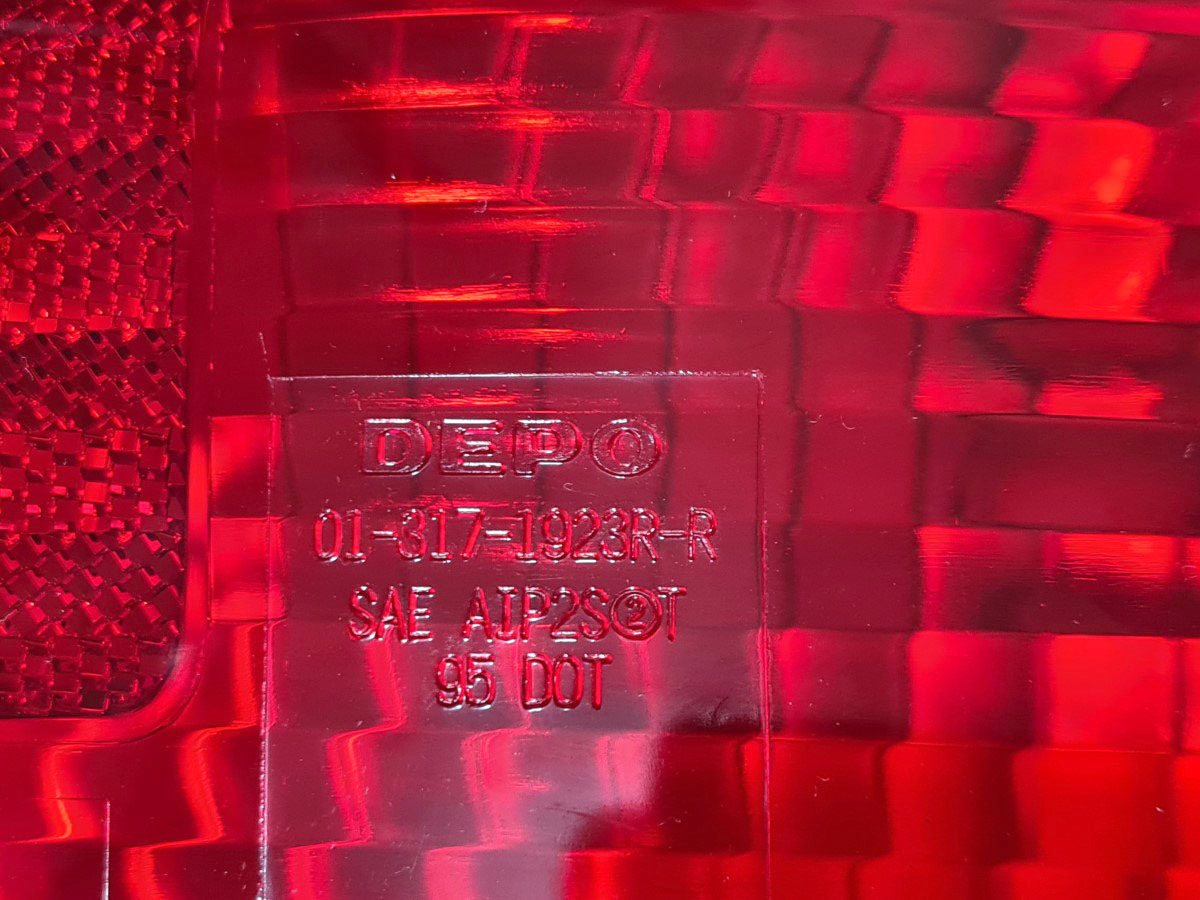 DEPO
01-317-1923R-R
SAE AIP2S②T
95 DOT